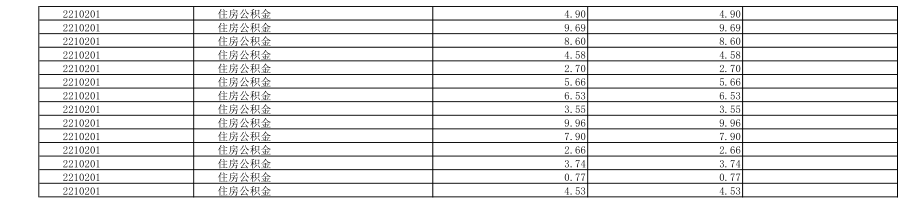 2210201 住房公积金 4.90 4.90
2210201 住房公积金 9.69 9.69
2210201 住房公积金 8.60 8.60
2210201 住房公积金 4.58 4.58
2210201 住房公积金 2.70 2.70
2210201 住房公积金 5.66 5.66
2210201 住房公积金 6.53 6.53
2210201 住房公积金 3.55 3.55
2210201 住房公积金 9.96 9.96
2210201 住房公积金 7.90 7.90
2210201 住房公积金 2.66 2.66
2210201 住房公积金 3.74 3.74
2210201 住房公积金 0.77 0.77
2210201 住房公积金 4.53 4.53